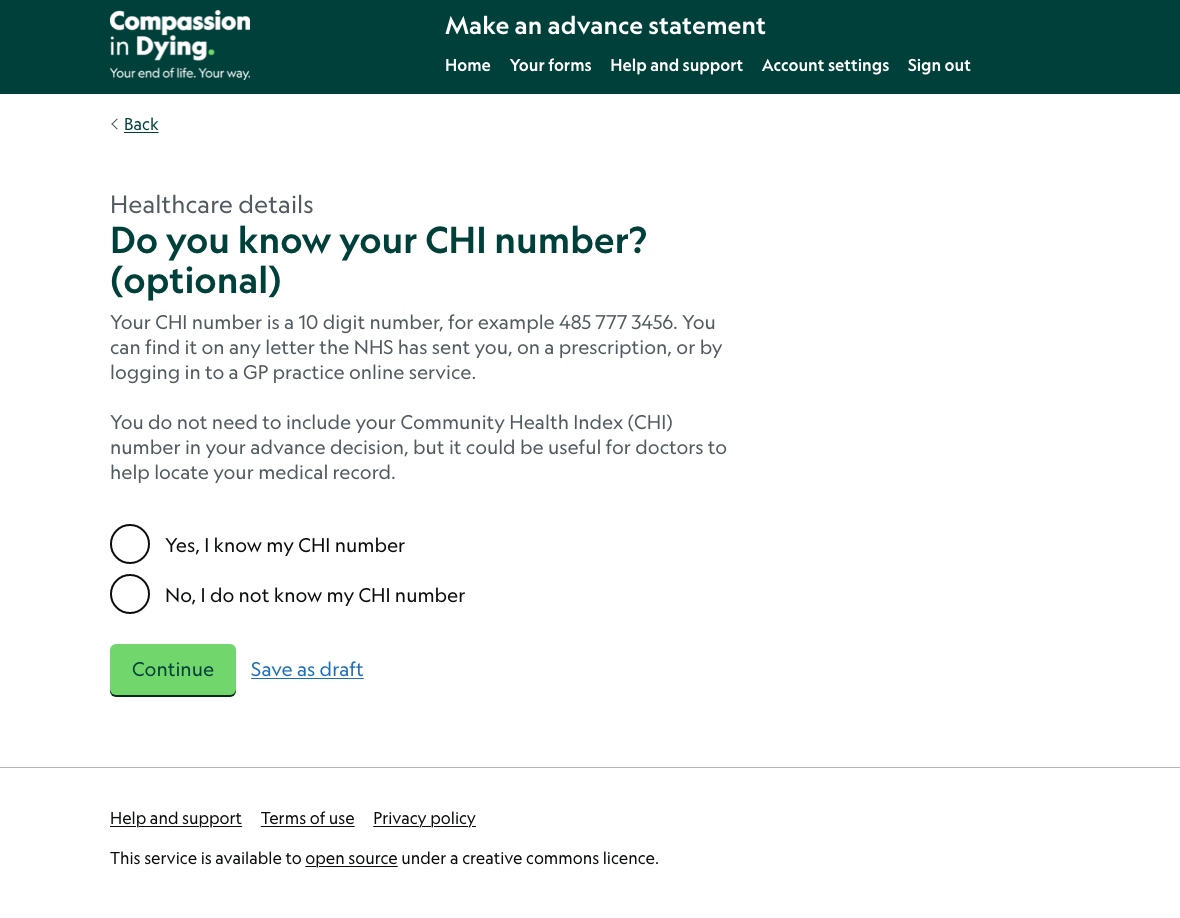 Compassion
in Dying.
Your end of life. Your way.
Make an advance statement
Home Your forms Help and support Account settings Sign out
Back
Healthcare details
Do you know your CHI number?
(optional)
Your CHI number is a 10 digit number, for example 485 777 3456. You
can find it on any letter the NHS has sent you, on a prescription, or by
logging in to a GP practice online service.
You do not need to include your Community Health Index (CHI)
number in your advance decision, but it could be useful for doctors to
help locate your medical record.
Yes, I know my CHI number
No, I do not know my CHI number
Continue Save as draft
Help and support Terms of use Privacy policy
This service is available to open source under a creative commons licence.